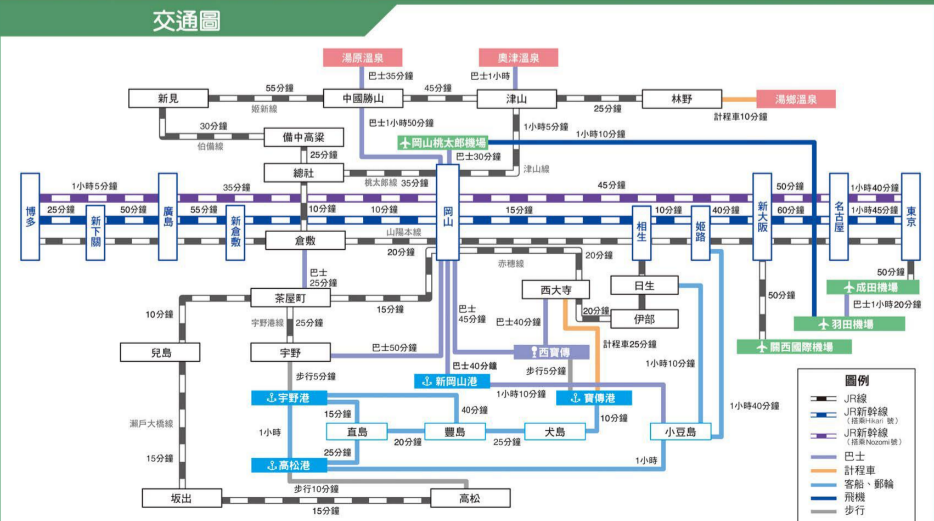 交通圖
湯原溫泉
奧津溫泉
巴士35分鐘
巴士1小時
55分鐘
45分鐘
新見
中國勝山
津山
林野
湯鄉溫泉
姬新線
25分鐘
計程車10分鐘
巴士1小時50分鐘
1小時5分鐘
30分鐘
伯備線
備中高梁
岡山桃太郎機場
1小時10分鐘
25分鐘
巴士30分鐘
總社
桃太郎線
35分鐘
津山線
1小時5分鐘
35分鐘
45分鐘
50分鐘
1小時40分鐘
博多
25分鐘
新下關
50分鐘
廣島
55分鐘
新倉敷
10分鐘
10分鐘
岡山
15分鐘
相生
10分鐘
姬路
40分鐘
新大阪
60分鐘
名古屋
1小時45分鐘
東京
倉敷
山陽本線
20分鐘
赤穗線
20分鐘
巴士
25分鐘
50分鐘
成田機場
茶屋町
西大寺
日生
50分鐘
巴士1小時20分鐘
10分鐘
15分鐘
巴士
45分鐘
巴士40分鐘
20分鐘
伊部
羽田機場
宇野港線
25分鐘
計程車25分鐘
兒島
宇野
巴士50分鐘
西寶傳
關西國際機場
步行5分鐘
巴士40分鐘
步行5分鐘
1小時10分鐘
新岡山港
圖例
宇野港
1小時10分鐘
寶傳港
JR線
15分鐘
40分鐘
10分鐘
1小時40分鐘
JR新幹線
(搭乘Hikari 號)
瀨戶大橋線
1小時
直島
20分鐘
豐島
25分鐘
犬島
小豆島
JR新幹線
(搭乘Nozomi號)
25分鐘
巴士
15分鐘
高松港
1小時
計程車
客船、郵輪
步行10分鐘
飛機
坂出
15分鐘
高松
步行